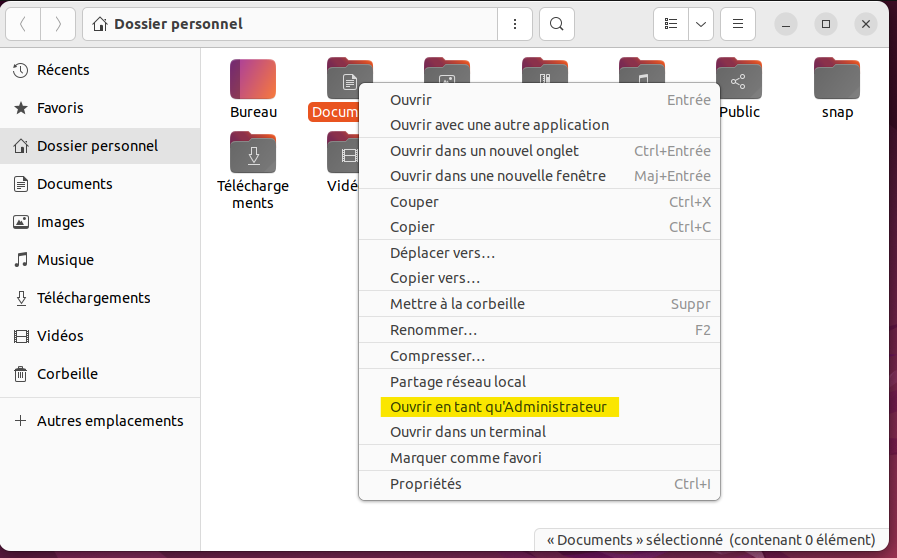 Dossier personnel
Récents
Favoris
Dossier personnel
Documents
Images
Musique
Téléchargements
Vidéos
Corbeille
Autres emplacements
Bureau
Public
snap
Télécharge
ments
Ouvrir Entrée
Ouvrir avec une autre application
Ouvrir dans un nouvel onglet Ctrl+Entrée
Ouvrir dans une nouvelle fenêtre Maj+Entrée
Couper Ctrl+X
Copier Ctrl+C
Déplacer vers…
Copier vers…
Mettre à la corbeille Suppr
Renommer… F2
Compresser…
Partage réseau local
Ouvrir en tant qu'Administrateur
Ouvrir dans un terminal
Marquer comme favori
Propriétés Ctrl+I
« Documents » sélectionné (contenant 0 élément)